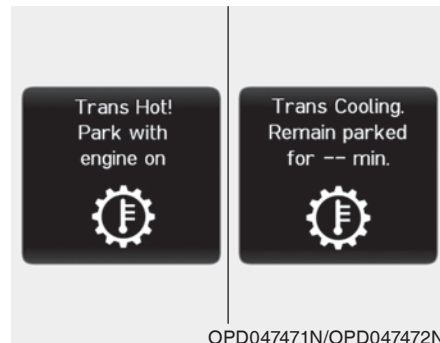 Trans Hot!
Park with
engine on
Trans Cooling.
Remain parked
for -- min.
OPD047471N/OPD047472N